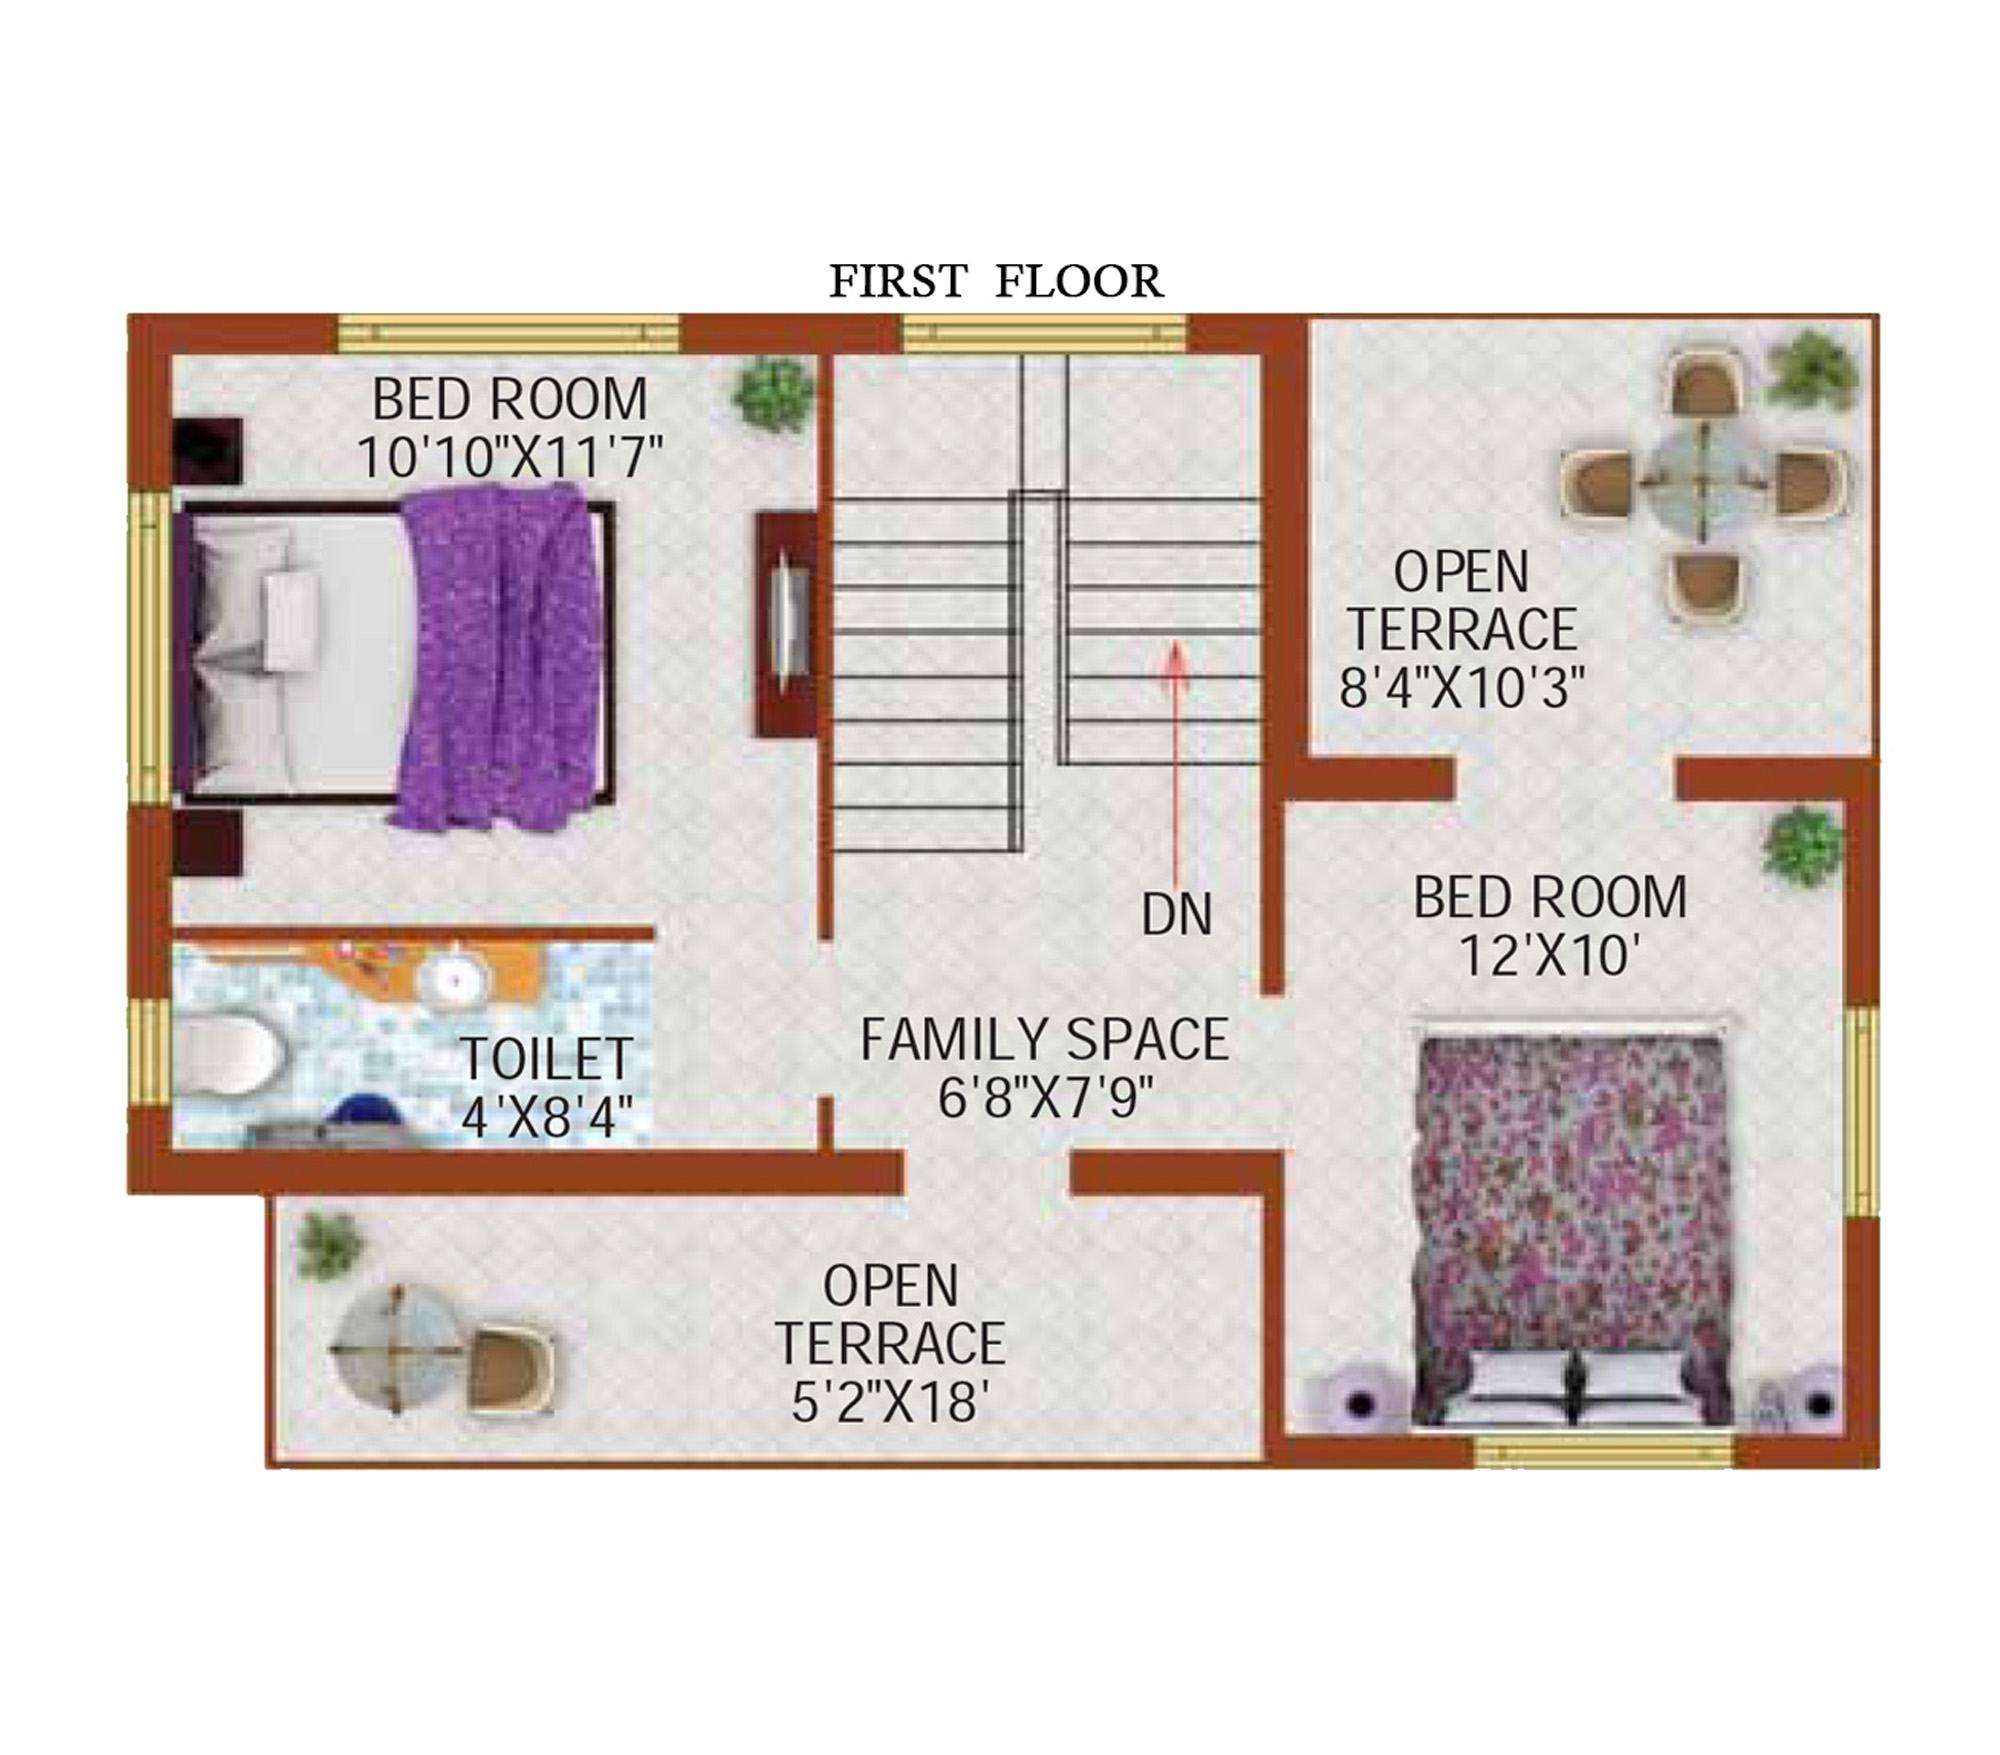 FIRST FLOOR
BED ROOM
10'10"X11'7"
OPEN
TERRACE
8'4"X10'3"
DN
BED ROOM
12'X10'
TOILET
4'X8'4"
FAMILY SPACE
6'8"X7'9"
OPEN
TERRACE
5'2"X18'